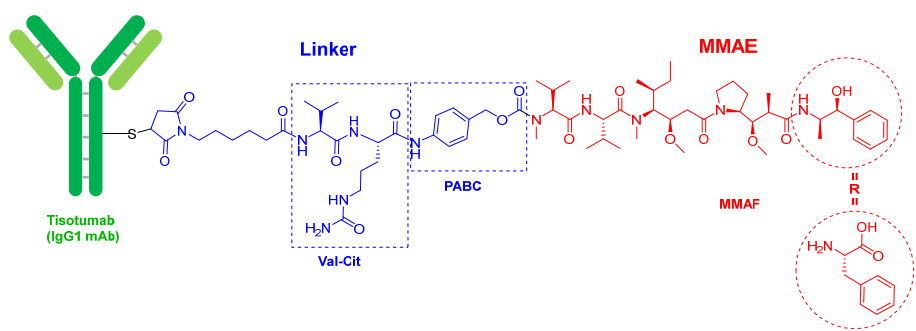 Linker
MMAE
O
O
O
S
N
O
N
H
O
H
N
O
N
H
HN
H₂N
O
O
O
N
O
H
N
O
N
O
O
N
O
O
H
N
O
OH
Tisotumab
(IgG1 mAb)
Val-Cit
PABC
MMAF
R
H₂N
OH
O